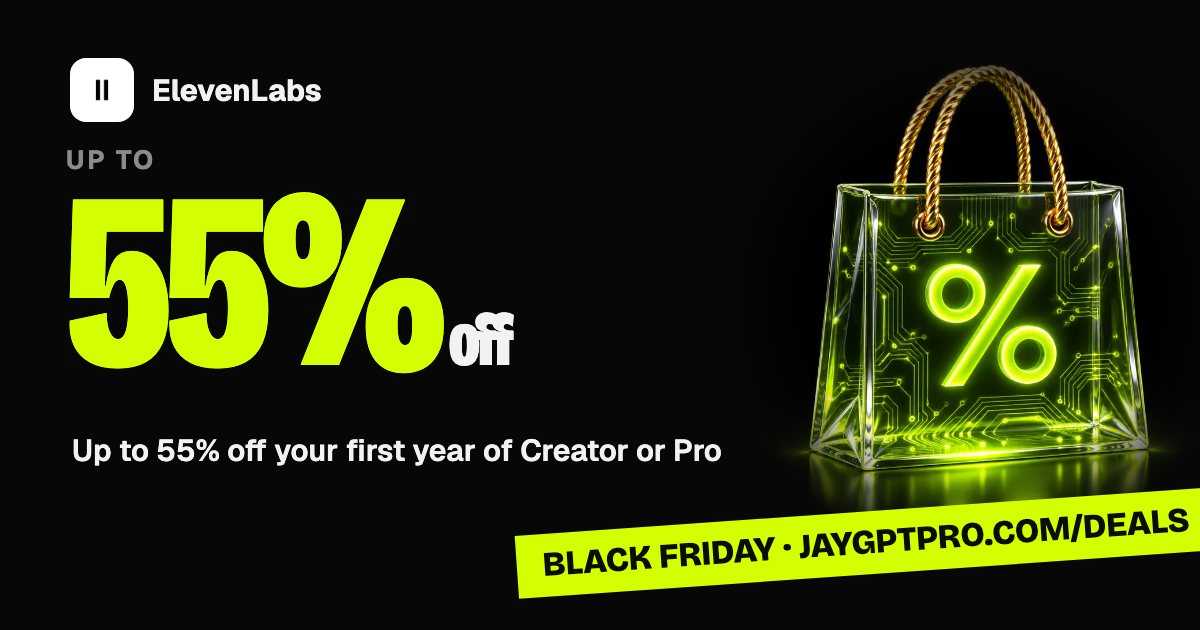 ElevenLabs
UP TO
55% off
Up to 55% off your first year of Creator or Pro
%
BLACK FRIDAY · JAYGPTPRO.COM/DEALS